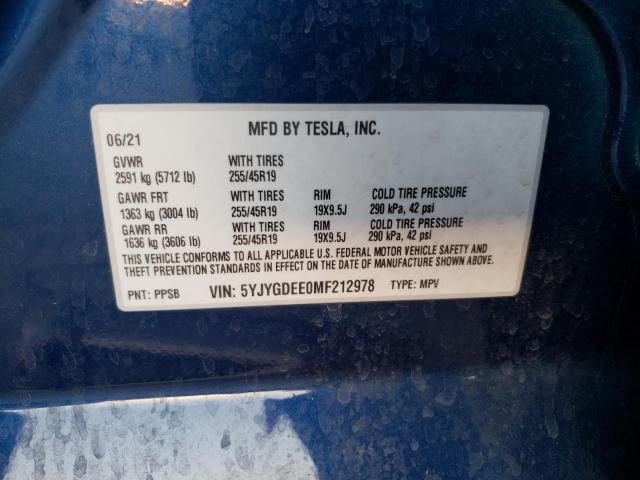 06/21 MFD BY TESLA, INC.
GVWR WITH TIRES
2591 kg (5712 lb) 255/45R19
GAWR FRT WITH TIRES RIM COLD TIRE PRESSURE
1363 kg (3004 lb) 255/45R19 19X9.5J 290 kPa, 42 psi
GAWR RR WITH TIRES RIM COLD TIRE PRESSURE
1636 kg (3606 lb) 255/45R19 19X9.5J 290 kPa, 42 psi
THIS VEHICLE CONFORMS TO ALL APPLICABLE U.S. FEDERAL MOTOR VEHICLE SAFETY AND
THEFT PREVENTION STANDARDS IN EFFECT ON THE DATE OF MANUFACTURE SHOWN ABOVE.
PNT: PPSB VIN: 5YJYGDEE0MF212978 TYPE: MPV